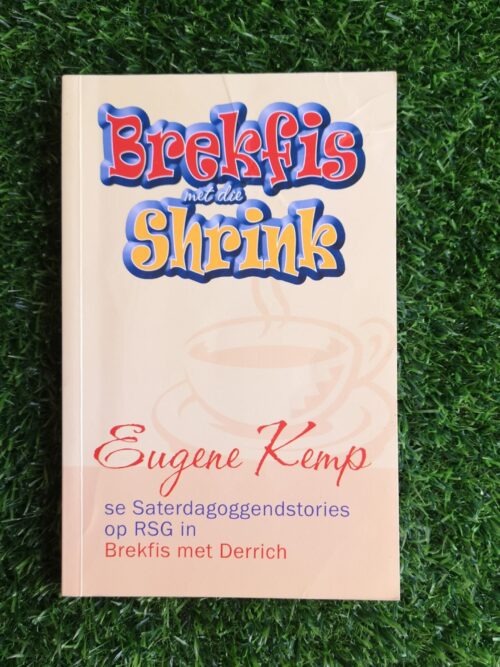 Brekfis
met die
Shrink
Eugene Kemp
se Saterdagoggendstories
op RSG in
Brekfis met Derrich